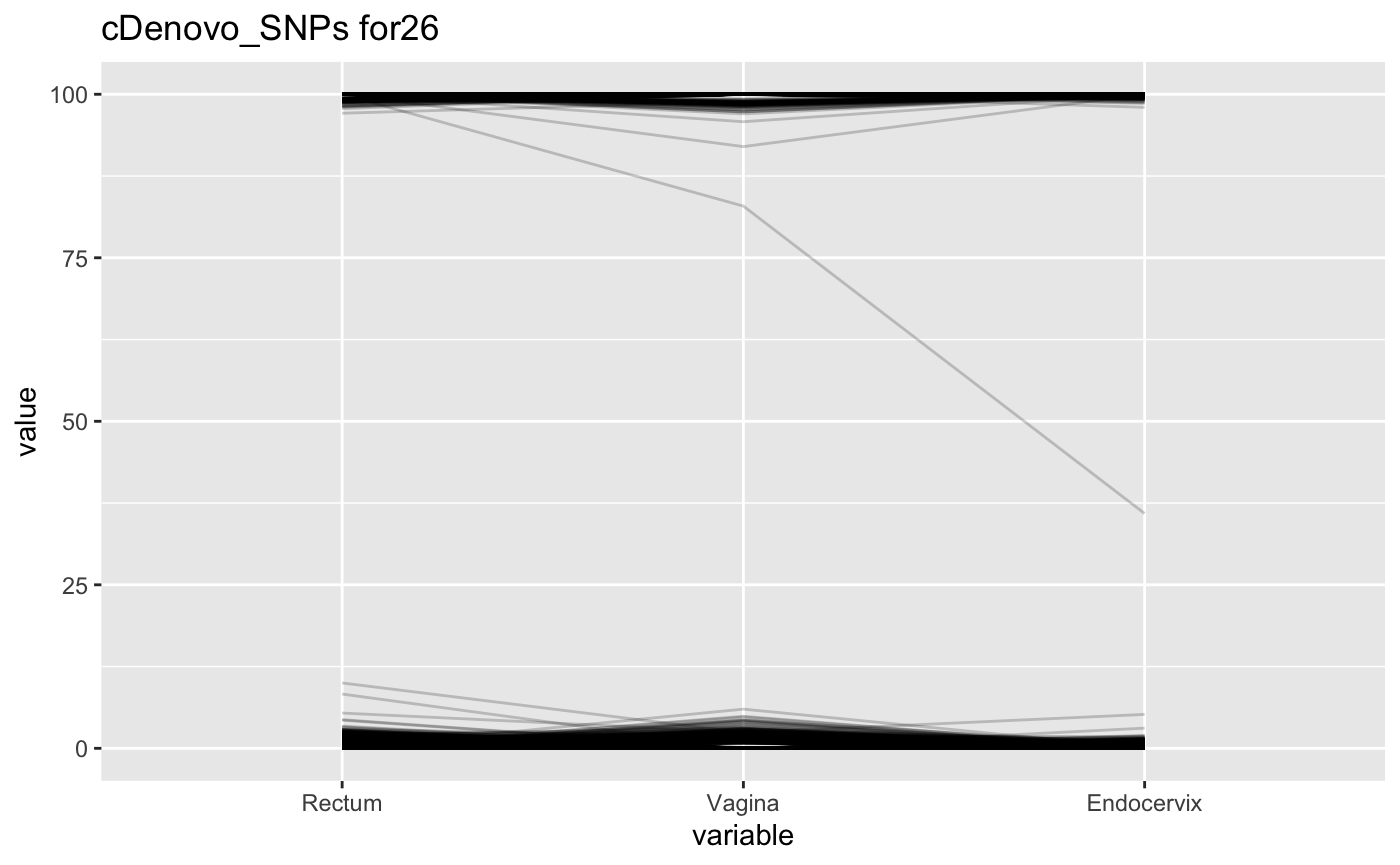 cDenovo_SNPs for26
100
75
50
25
0
value
Rectum
Vagina
Endocervix
variable